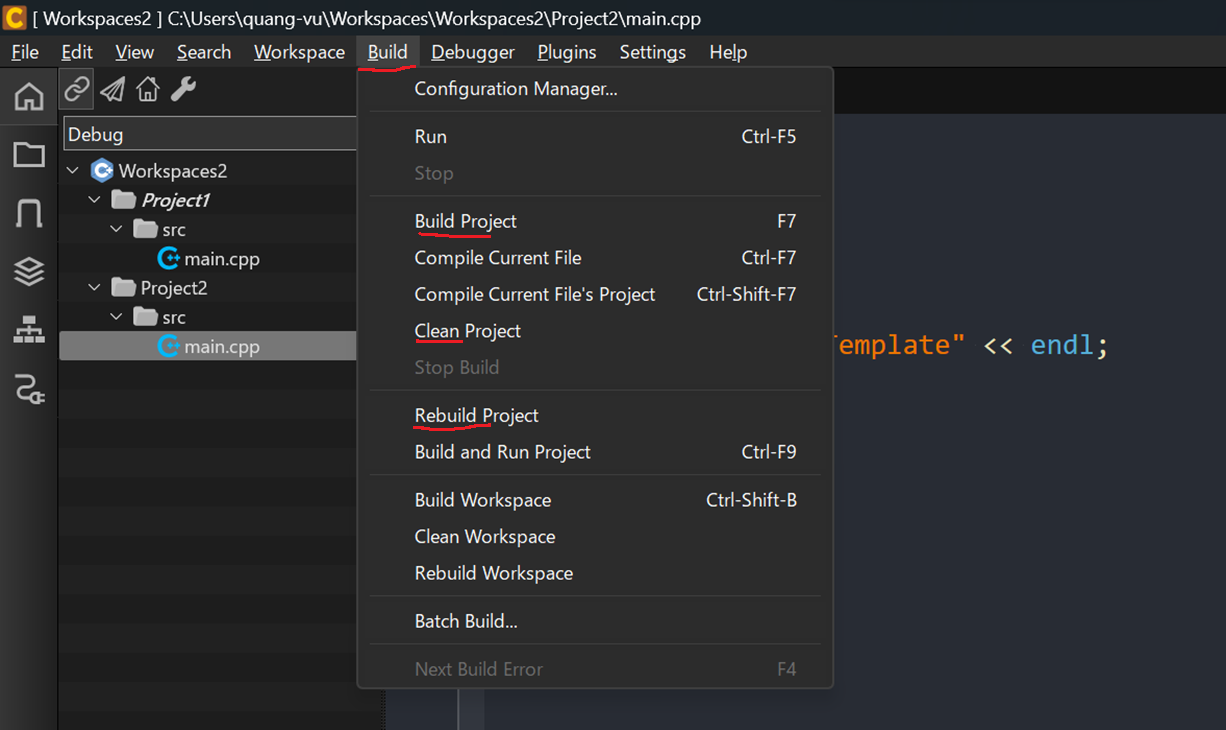 [ Workspaces2 ] C:\Users\quang-vu\Workspaces\Workspaces2\Project2\main.cpp
File Edit View Search Workspace Build Debugger Plugins Settings Help
Configuration Manager...
Debug
Run Ctrl-F5
Workspaces2
Stop
Project1
Build Project F7
src
Compile Current File Ctrl-F7
main.cpp
Project2
Compile Current File's Project Ctrl-Shift-F7
src
Clean Project
main.cpp
Template" << endl;
Stop Build
Rebuild Project
Build and Run Project Ctrl-F9
Build Workspace Ctrl-Shift-B
Clean Workspace
Rebuild Workspace
Batch Build...
Next Build Error F4